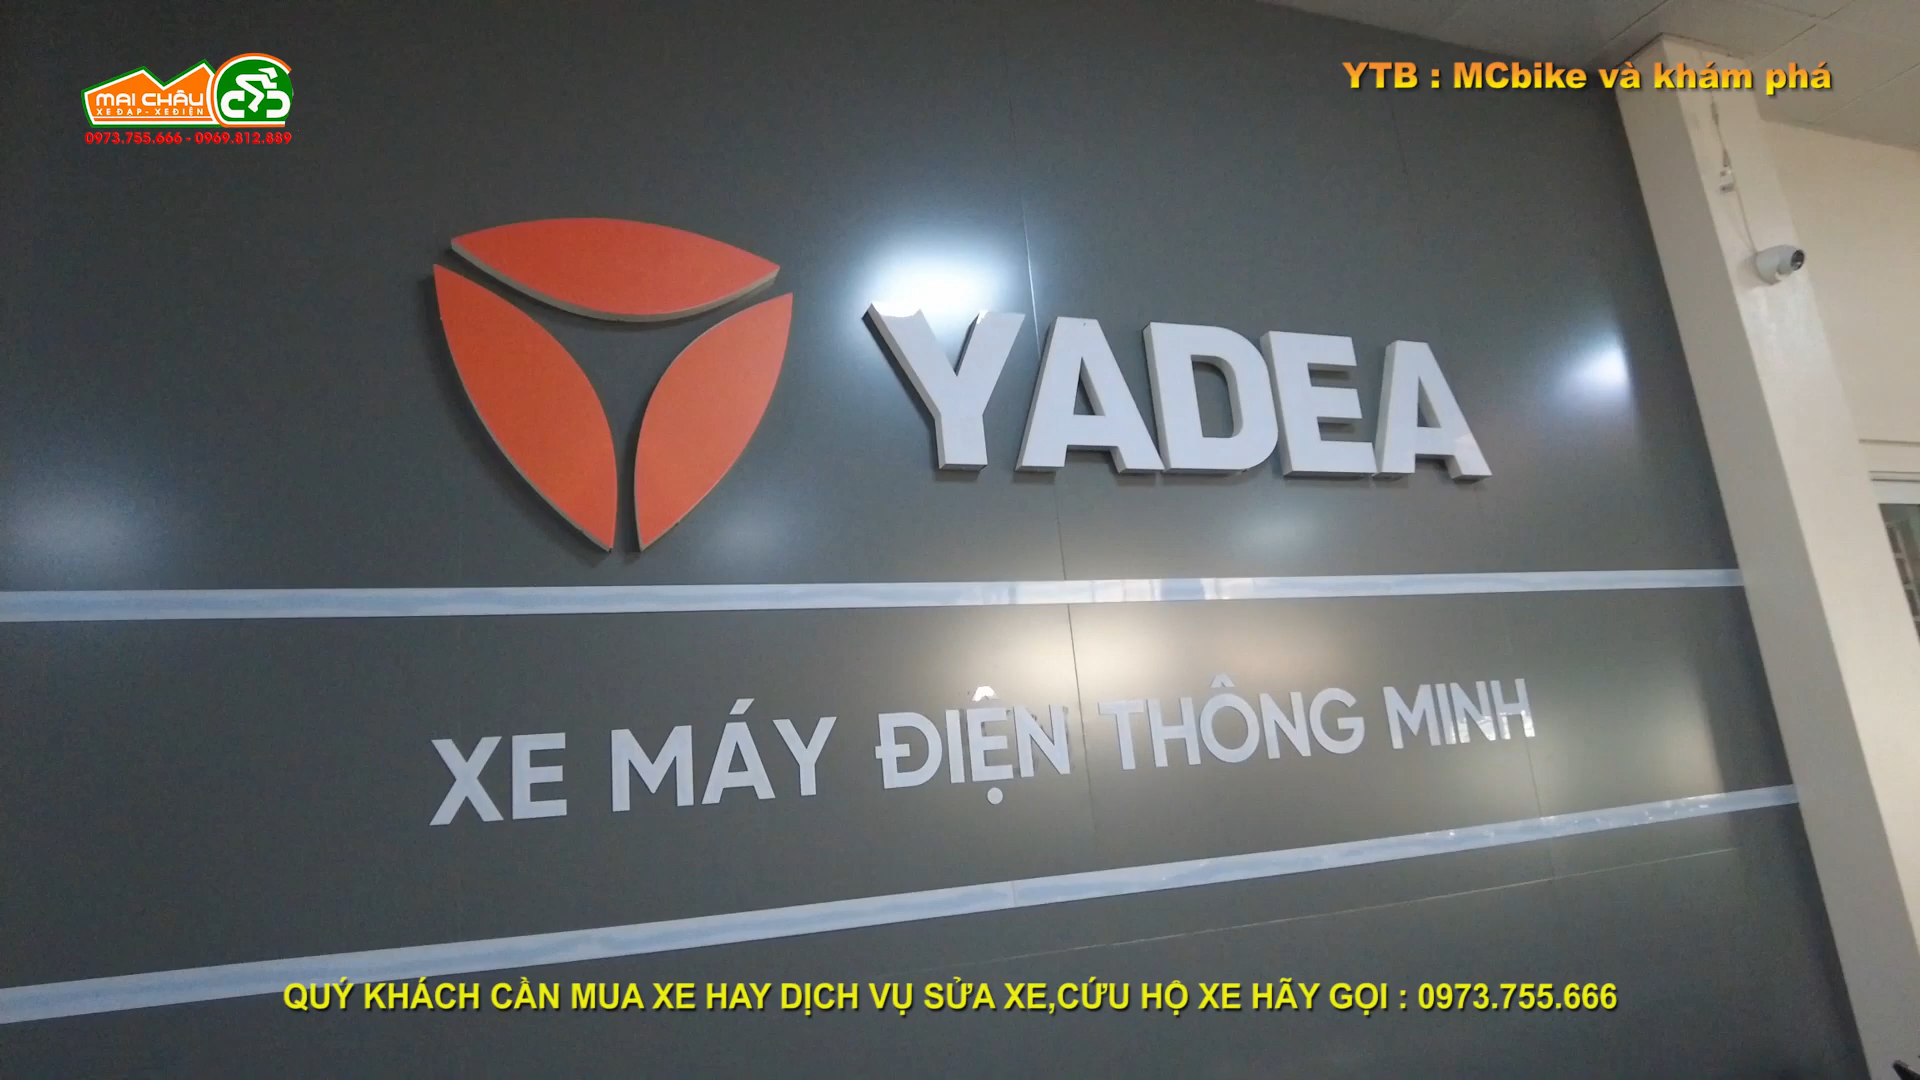 MAI CHÂU
XE ĐẠP - XE ĐIỆN
0973.755.666 - 0969.812.889
YTB : MCbike và khám phá
YADEA
XE MÁY ĐIỆN THÔNG MINH
QUÝ KHÁCH CẦN MUA XE HAY DỊCH VỤ SỬA XE,CỨU HỘ XE HÃY GỌI : 0973.755.666